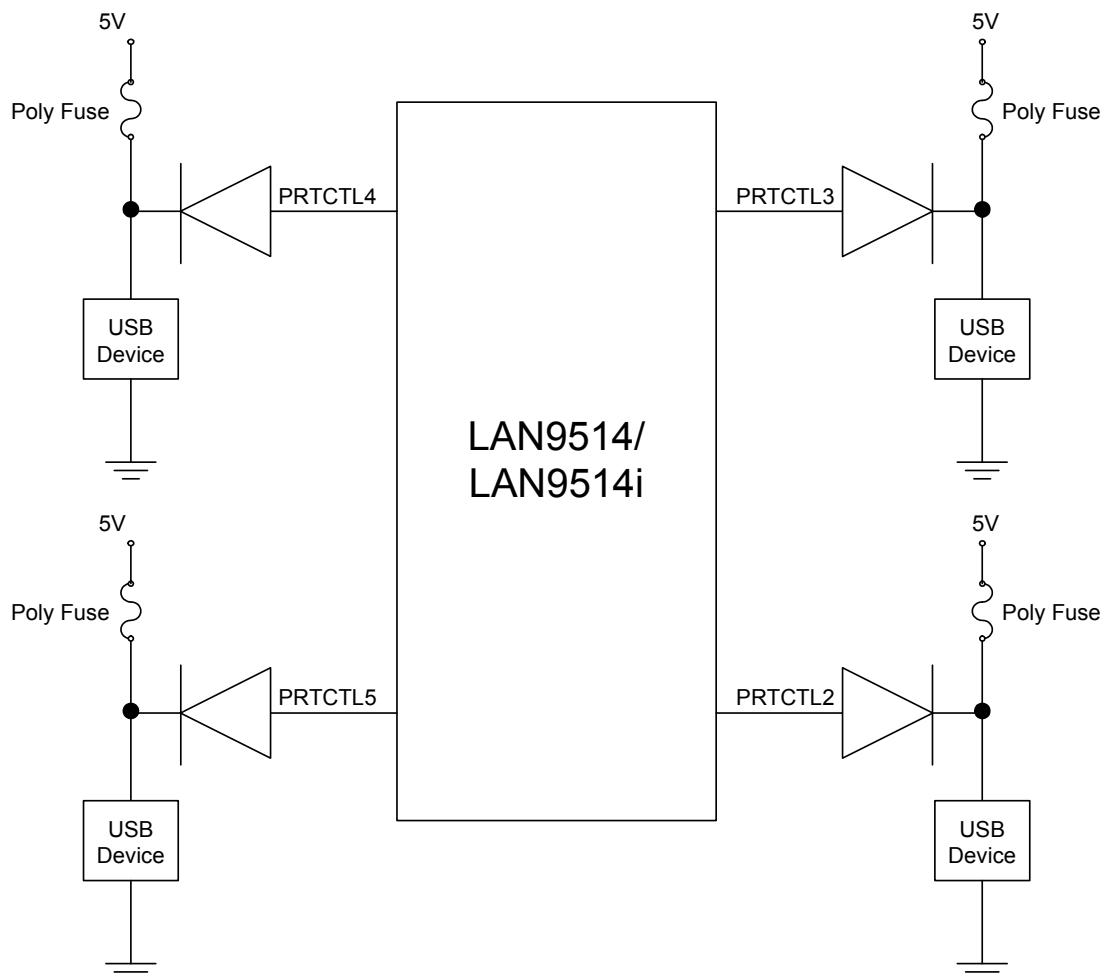 5V
5V
Poly Fuse
Poly Fuse
PRTCTL4
PRTCTL3
USB
Device
USB
Device
LAN9514/
LAN9514i
5V
5V
Poly Fuse
Poly Fuse
PRTCTL5
PRTCTL2
USB
Device
USB
Device